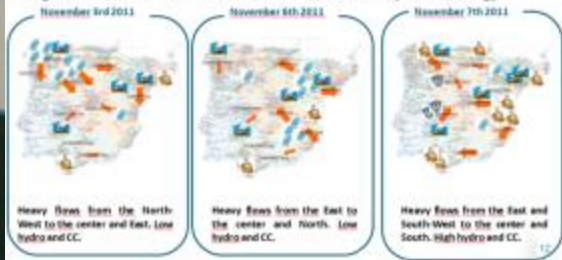 November 3rd 2011
November 6th 2011
November 7th 2011
Heavy flows from the North-
West to the center and East. Low
hydro and CC.
Heavy flows from the East to
the center and North. Low
hydro and CC.
Heavy flows from the East and
South-West to the center and
South. High hydro and CC.
12